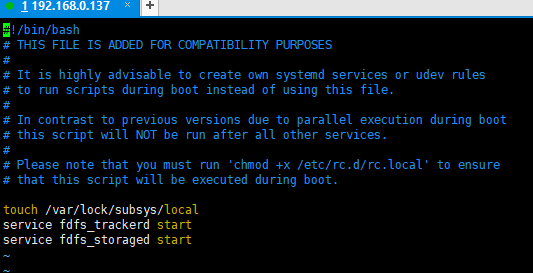 1 192.168.0.137 × +
#!/bin/bash
# THIS FILE IS ADDED FOR COMPATIBILITY PURPOSES
#
# It is highly advisable to create own systemd services or udev rules
# to run scripts during boot instead of using this file.
#
# In contrast to previous versions due to parallel execution during boot
# this script will NOT be run after all other services.
#
# Please note that you must run 'chmod +x /etc/rc.d/rc.local' to ensure
# that this script will be executed during boot.
touch /var/lock/subsys/local
service fdfs_trackerd start
service fdfs_storaged start
~
~